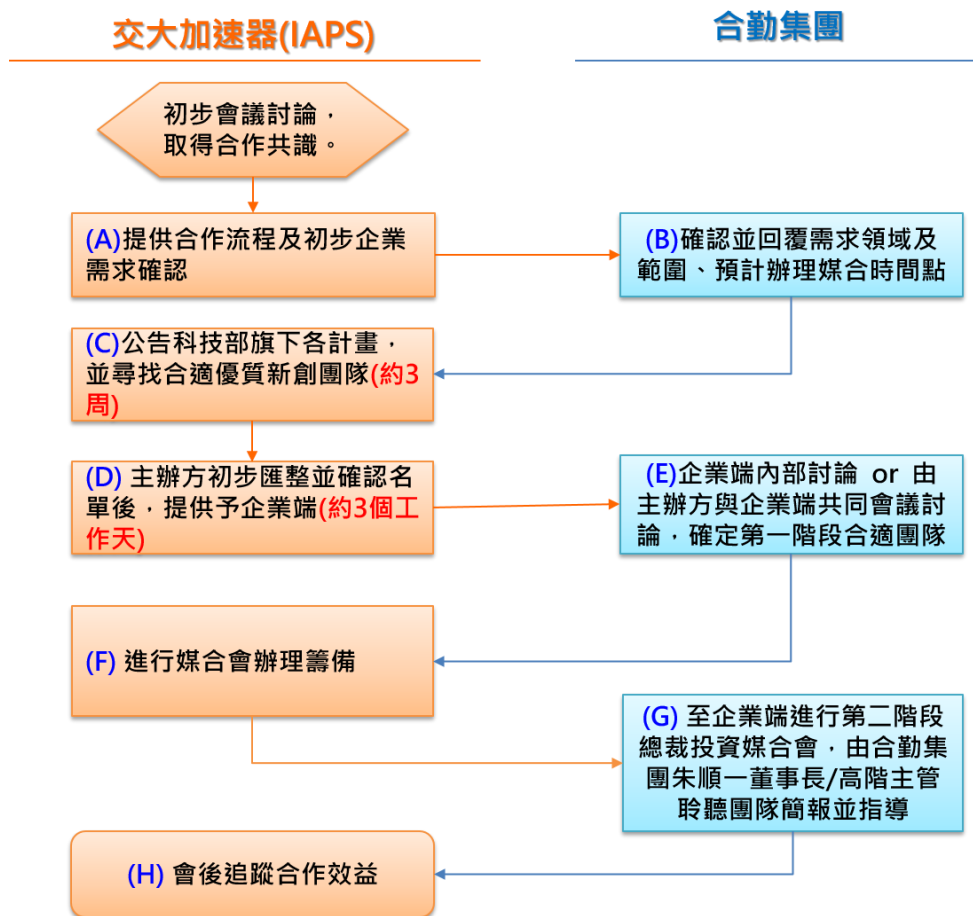 交大加速器(IAPS)
合勤集團
初步會議討論，
取得合作共識。
(A)提供合作流程及初步企業
需求確認
(B)確認並回覆需求領域及
範圍、預計辦理媒合時間點
(C)公告科技部旗下各計畫，
並尋找合適優質新創團隊(約3
周)
(D) 主辦方初步匯整並確認名
單後，提供予企業端(約3個工
作天)
(E)企業端內部討論 or 由
主辦方與企業端共同會議討
論，確定第一階段合適團隊
(F) 進行媒合會辦理籌備
(G) 至企業端進行第二階段
總裁投資媒合會，由合勤集
團朱順一董事長/高階主管
聆聽團隊簡報並指導
(H) 會後追蹤合作效益